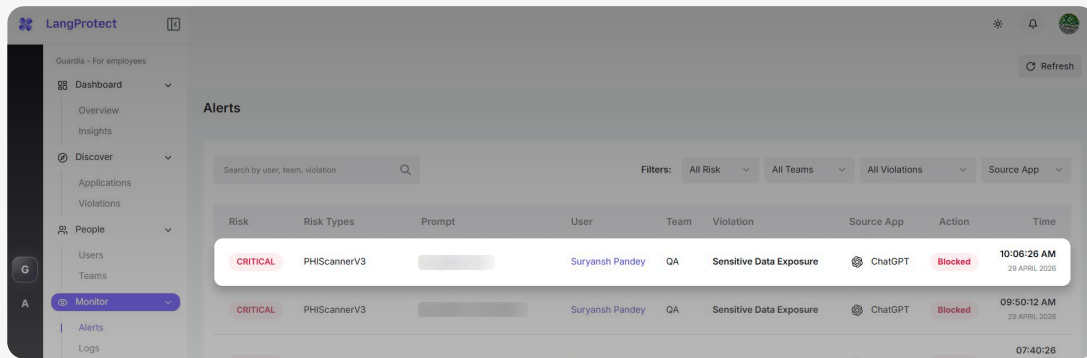 LangProtect
Guardia - For employees
Refresh
Dashboard
Overview
Alerts
Insights
Discover
Search by user, team, violation
Filters: All Risk All Teams All Violations Source App
Applications
Violations
Risk Risk Types Prompt User Team Violation Source App Action Time
People
Users
CRITICAL PHIScannerV3 Suryansh Pandey QA Sensitive Data Exposure ChatGPT Blocked 10:06:26 AM
29 APRIL 2026
G
Teams
A
Monitor
CRITICAL PHIScannerV3 Suryansh Pandey QA Sensitive Data Exposure ChatGPT Blocked 09:50:12 AM
29 APRIL 2026
Alerts
Logs
07:40:26